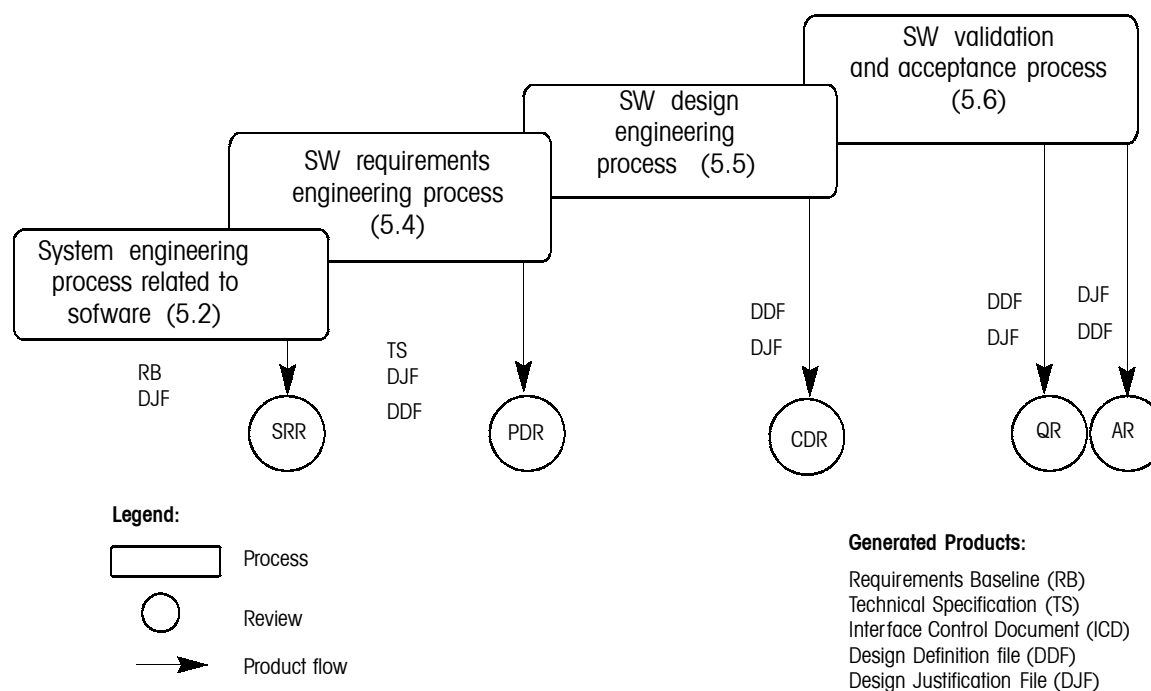 SW validation
and acceptance process
(5.6)
SW design
engineering
process (5.5)
SW requirements
engineering process
(5.4)
System engineering
process related to
sofware (5.2)
RB
DJF
TS
DJF
DDF
DDF
DJF
DDF
DJF
DJF
DDF
SRR
PDR
CDR
QR
AR
Legend:
Process
Review
Product flow
Generated Products:
Requirements Baseline (RB)
Technical Specification (TS)
Interface Control Document (ICD)
Design Definition file (DDF)
Design Justification File (DJF)